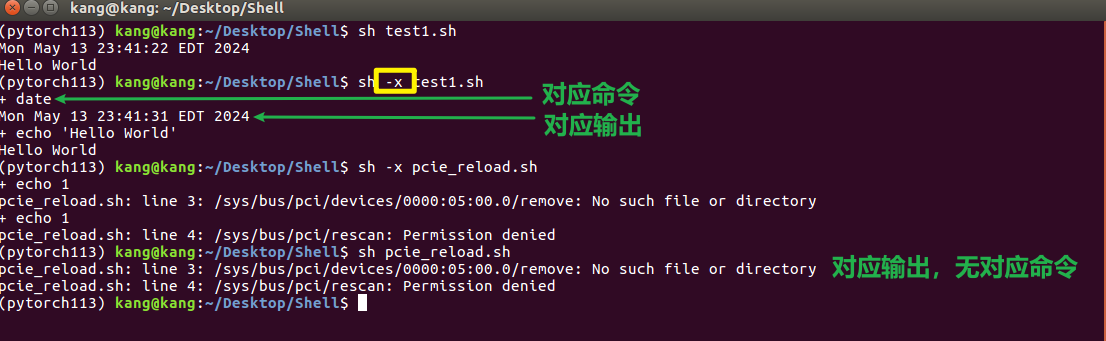 kang@kang: ~/Desktop/Shell
(pytorch113) kang@kang:~/Desktop/Shell$ sh test1.sh
Mon May 13 23:41:22 EDT 2024
Hello World
(pytorch113) kang@kang:~/Desktop/Shell$ sh -x test1.sh
+ date
对应命令
Mon May 13 23:41:31 EDT 2024
对应输出
+ echo 'Hello World'
Hello World
(pytorch113) kang@kang:~/Desktop/Shell$ sh -x pcie_reload.sh
+ echo 1
pcie_reload.sh: line 3: /sys/bus/pci/devices/0000:05:00.0/remove: No such file or directory
+ echo 1
pcie_reload.sh: line 4: /sys/bus/pci/rescan: Permission denied
(pytorch113) kang@kang:~/Desktop/Shell$ sh pcie_reload.sh
pcie_reload.sh: line 3: /sys/bus/pci/devices/0000:05:00.0/remove: No such file or directory
对应输出，无对应命令
pcie_reload.sh: line 4: /sys/bus/pci/rescan: Permission denied
(pytorch113) kang@kang:~/Desktop/Shell$